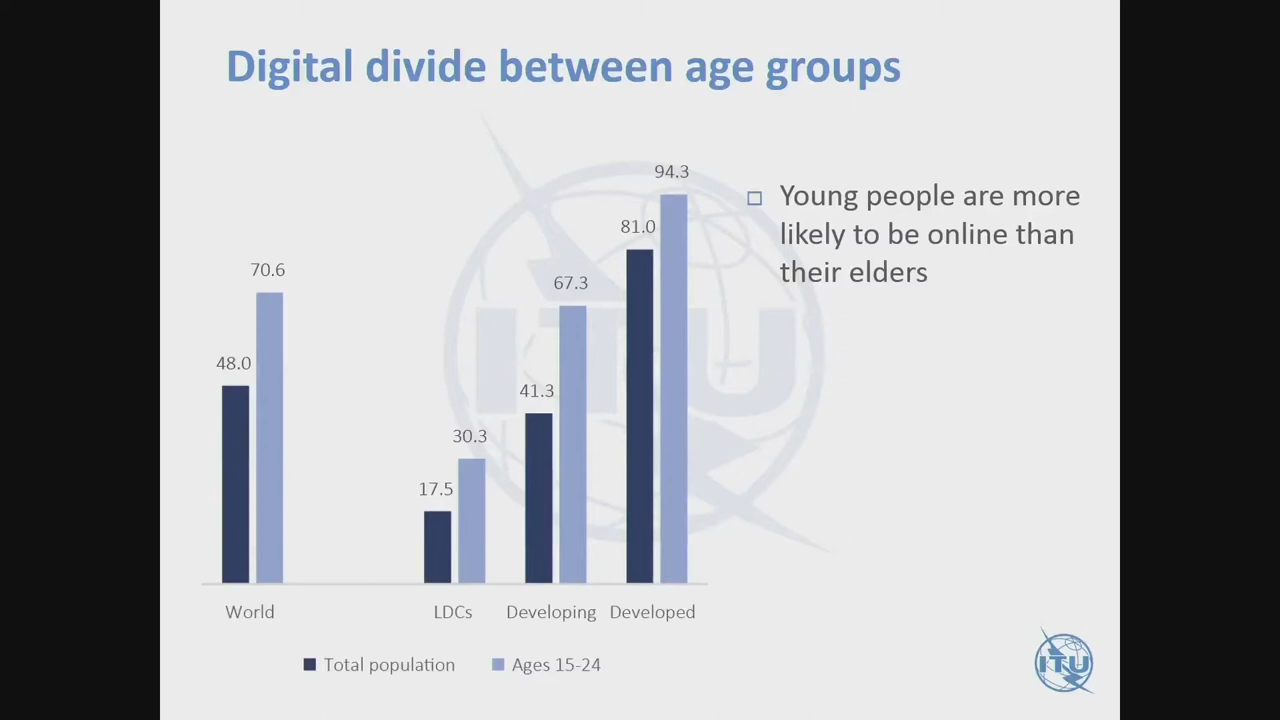 Digital divide between age groups
94.3
81.0
70.6
67.3
48.0
41.3
30.3
17.5
World
LDCs
Developing
Developed
Total population
Ages 15-24
Young people are more
likely to be online than
their elders
ITU
ITU